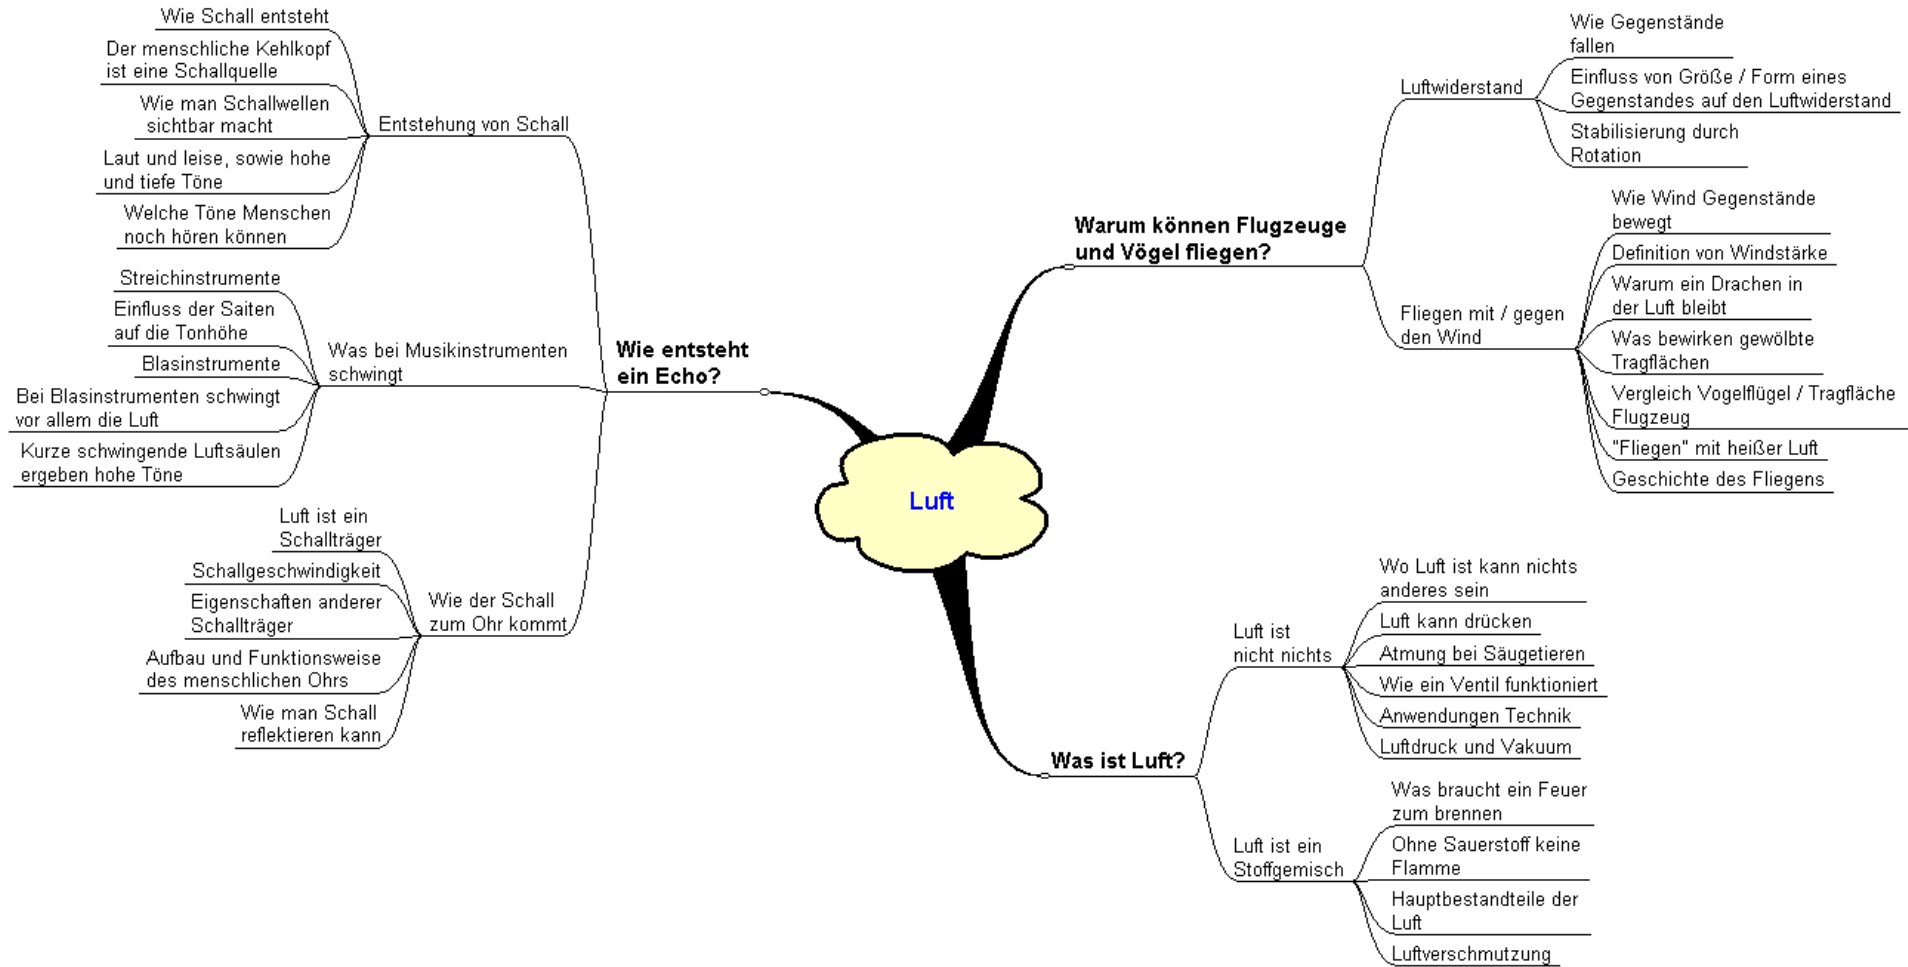 Luft
Wie entsteht
ein Echo?
Entstehung von Schall
Wie Schall entsteht
Der menschliche Kehlkopf
ist eine Schallquelle
Wie man Schallwellen
sichtbar macht
Laut und leise, sowie hohe
und tiefe Töne
Welche Töne Menschen
noch hören können
Was bei Musikinstrumenten
schwingt
Streichinstrumente
Einfluss der Saiten
auf die Tonhöhe
Blasinstrumente
Bei Blasinstrumenten schwingt
vor allem die Luft
Kurze schwingende Luftsäulen
ergeben hohe Töne
Wie der Schall
zum Ohr kommt
Luft ist ein
Schallträger
Schallgeschwindigkeit
Eigenschaften anderer
Schallträger
Aufbau und Funktionsweise
des menschlichen Ohrs
Wie man Schall
reflektieren kann
Warum können Flugzeuge
und Vögel fliegen?
Luftwiderstand
Wie Gegenstände
fallen
Einfluss von Größe / Form eines
Gegenstandes auf den Luftwiderstand
Stabilisierung durch
Rotation
Fliegen mit / gegen
den Wind
Wie Wind Gegenstände
bewegt
Definition von Windstärke
Warum ein Drachen in
der Luft bleibt
Was bewirken gewölbte
Tragflächen
Vergleich Vogelflügel / Tragfläche
Flugzeug
"Fliegen" mit heißer Luft
Geschichte des Fliegens
Was ist Luft?
Luft ist
nicht nichts
Wo Luft ist kann nichts
anderes sein
Luft kann drücken
Atmung bei Säugetieren
Wie ein Ventil funktioniert
Anwendungen Technik
Luftdruck und Vakuum
Luft ist ein
Stoffgemisch
Was braucht ein Feuer
zum brennen
Ohne Sauerstoff keine
Flamme
Hauptbestandteile der
Luft
Luftverschmutzung